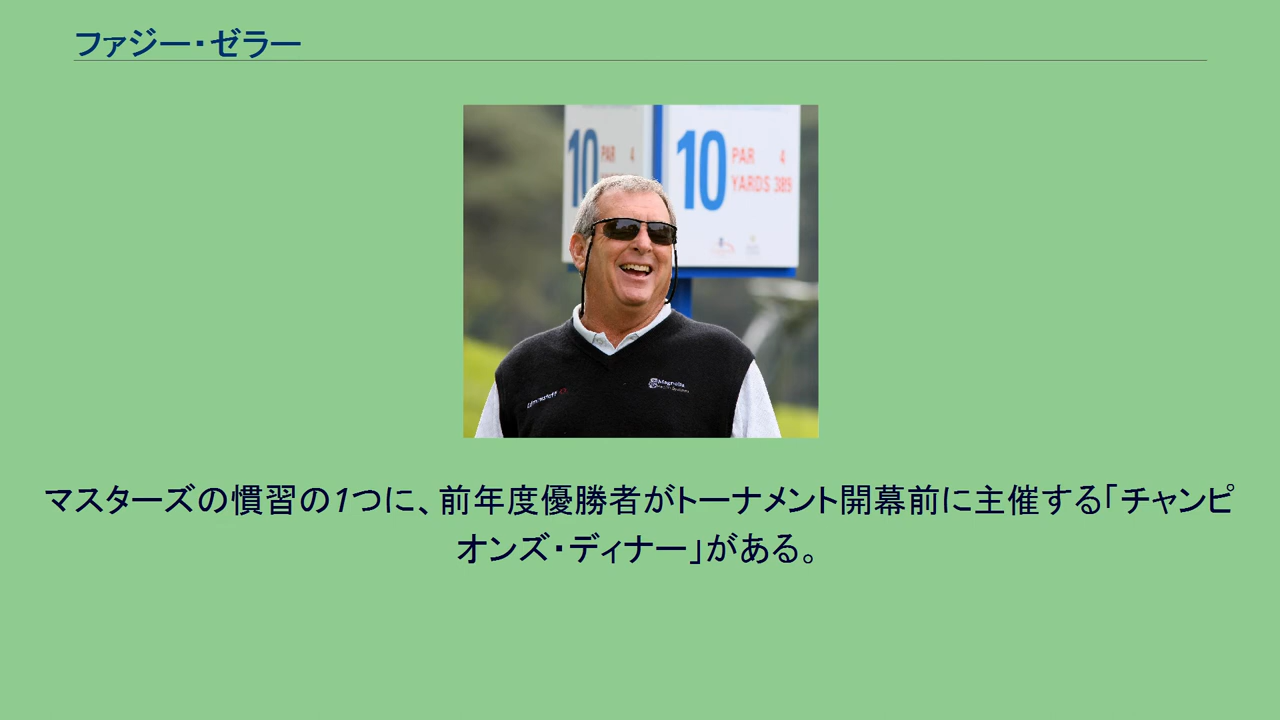 ファジー・ゼラー
10 PAR 4
10 PAR 4
YARDS 389
Magnolia
マスターズの慣習の1つに、前年度優勝者がトーナメント開幕前に主催する「チャンピ
オンズ・ディナー」がある。